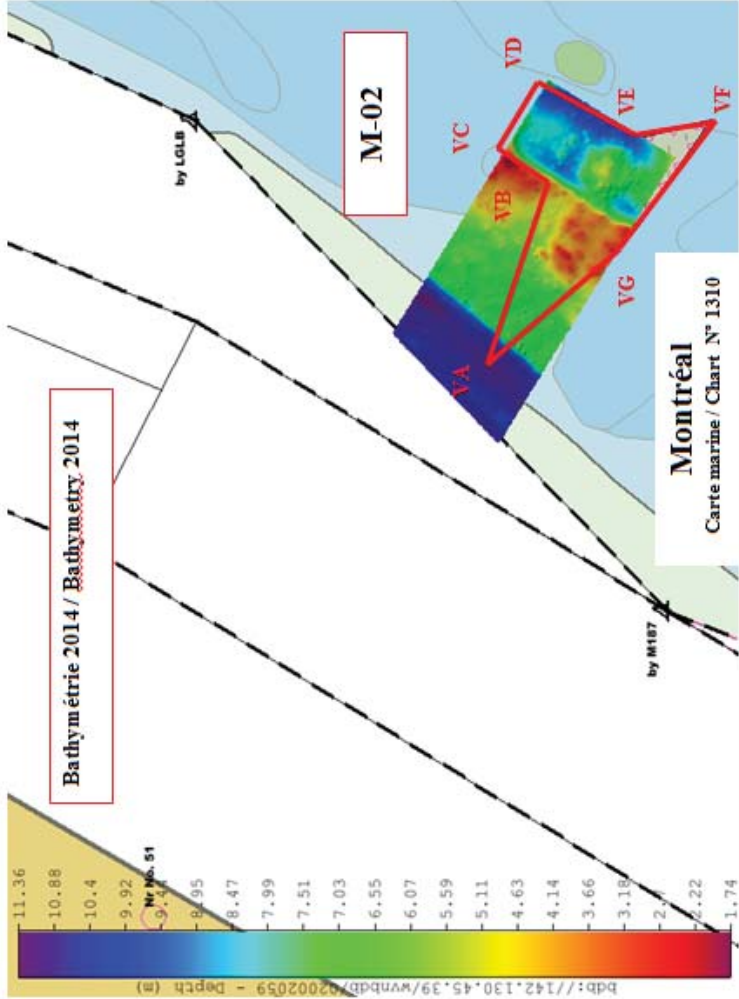 Bathymétrie 2014 / Bathymetry 2014
by LGLB
M-02
VC
VD
VB
VE
VF
VG
VA
Montréal
Carte marine / Chart N° 1310
by M187
Nr No. 51
11.36
10.88
10.4
9.92
9.44
8.95
8.47
7.99
7.51
7.03
6.55
6.07
5.59
5.11
4.63
4.14
3.66
3.18
2.22
1.74
bdb://142.130.45.39/wvnbdb/02002059 - Depth (m)